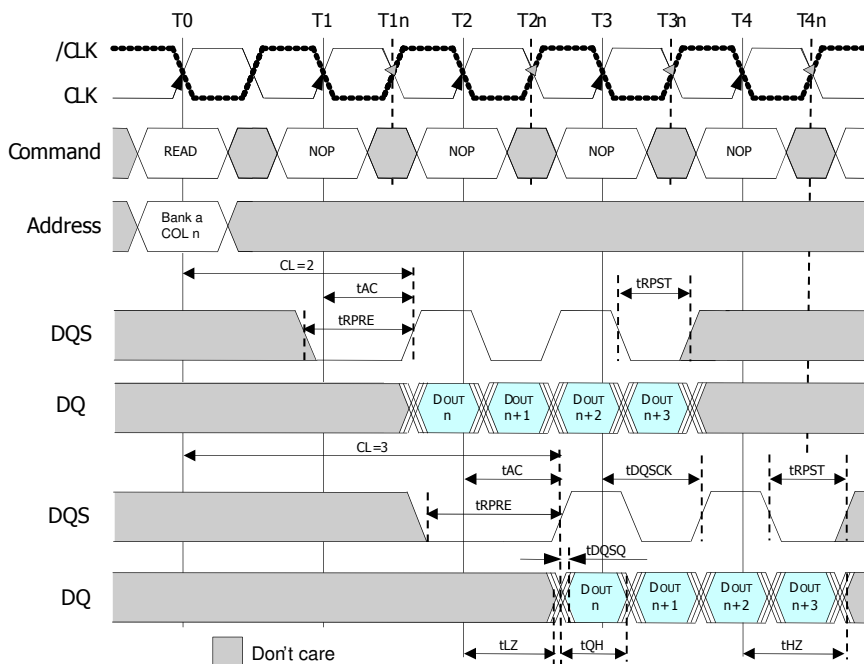 T0 T1 T1n T2 T2n T3 T3n T4 T4n
/CLK
CLK
Command READ NOP NOP NOP NOP
Address Bank a
COL n
CL=2
tAC
tRPRE
tRPST
DQS
DQ
DOUT
n
DOUT
n+1
DOUT
n+2
DOUT
n+3
CL=3
tAC
tDQSCK
tRPST
tRPRE
DQS
tDQSQ
DQ
DOUT
n
DOUT
n+1
DOUT
n+2
DOUT
n+3
tLZ
tQH
tHZ
Don't care